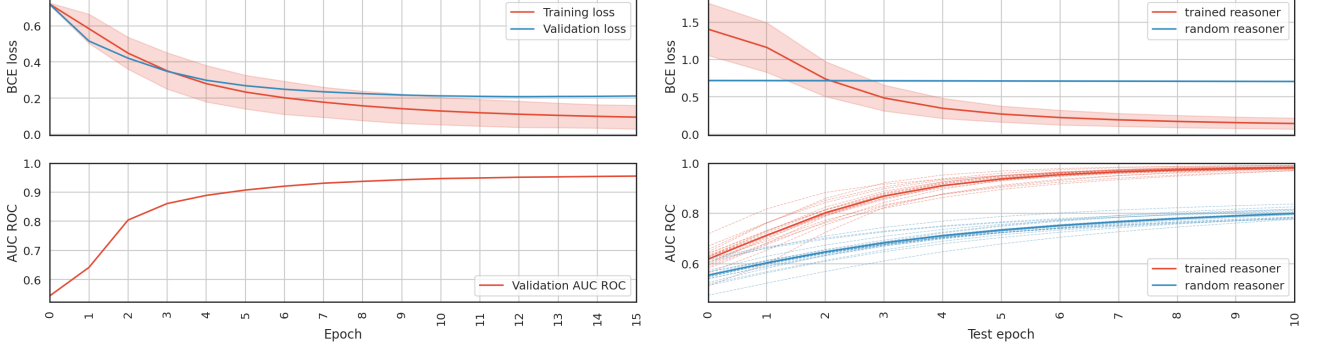 BCE loss
0.6
0.4
0.2
0.0
Training loss
Validation loss
BCE loss
1.5
1.0
0.5
0.0
trained reasoner
random reasoner
AUC ROC
1.0
0.9
0.8
0.7
0.6
Validation AUC ROC
0 1 2 3 4 5 6 7 8 9 10 11 12 13 14 15
Epoch
AUC ROC
1.0
0.8
0.6
trained reasoner
random reasoner
0 1 2 3 4 5 6 7 8 9 10
Test epoch